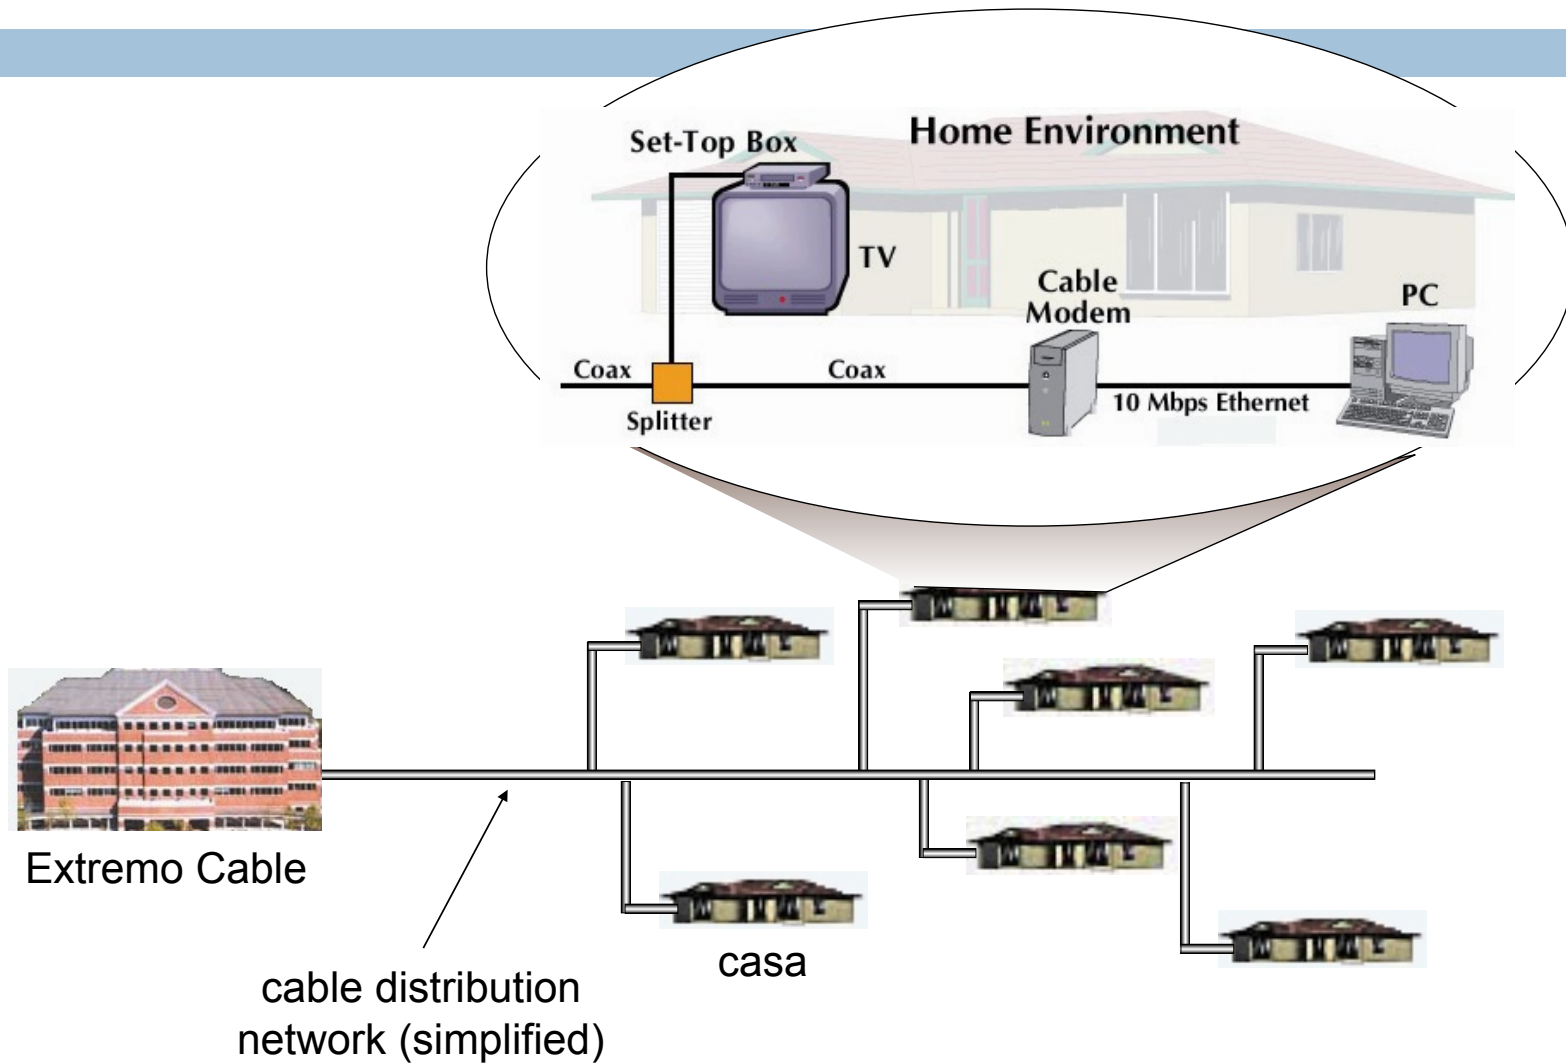 Home Environment
Set-Top Box
TV
Cable
Modem
PC
Coax
Coax
10 Mbps Ethernet
Splitter
Extremo Cable
casa
cable distribution
network (simplified)